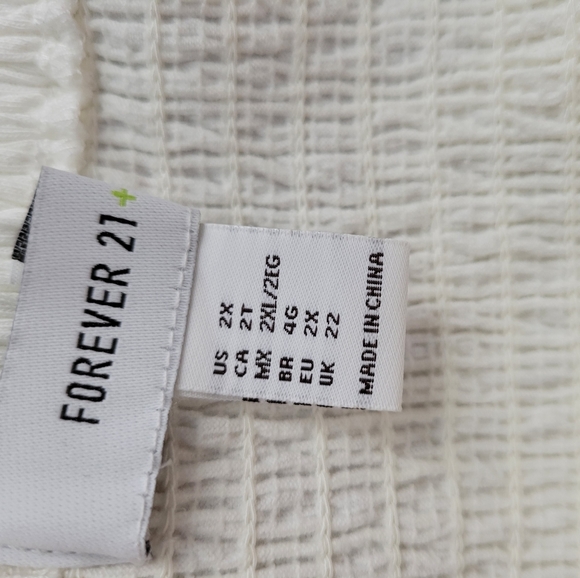 FOREVER 21+
US 2X
CA 2T
MX 2XL/2EG
BR 4G
EU 2X
UK 22
MADE IN CHINA